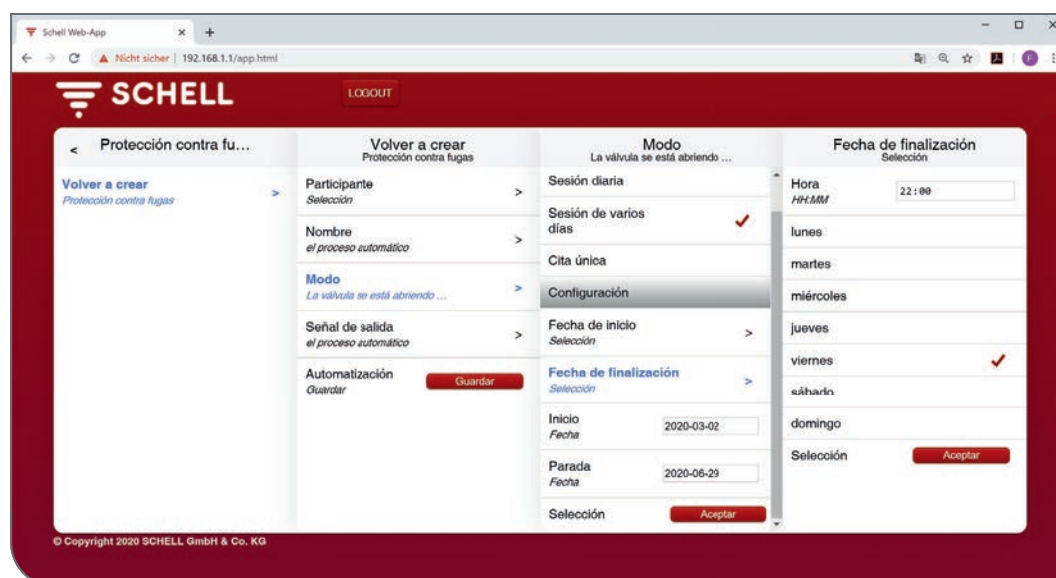 Schell Web-App
Nicht sicher | 192.168.1.1/app.html
SCHELL
LOGOUT
< Protección contra fu...
Volver a crear
Protección contra fugas
>
Volver a crear
Protección contra fugas
Participante
Selección
>
Nombre
el proceso automático
>
Modo
La válvula se está abriendo ...
>
Señal de salida
el proceso automático
>
Automatización
Guardar
Guardar
Modo
La válvula se está abriendo ...
Sesión diaria
Sesión de varios
días
Cita única
Configuración
Fecha de inicio
Selección
>
Fecha de finalización
Selección
>
Inicio
Fecha
2020-03-02
Parada
Fecha
2020-06-29
Selección
Aceptar
Fecha de finalización
Selección
Hora
HH:MM
22:00
lunes
martes
miércoles
jueves
viernes
sábado
domingo
Selección
Aceptar
© Copyright 2020 SCHELL GmbH & Co. KG